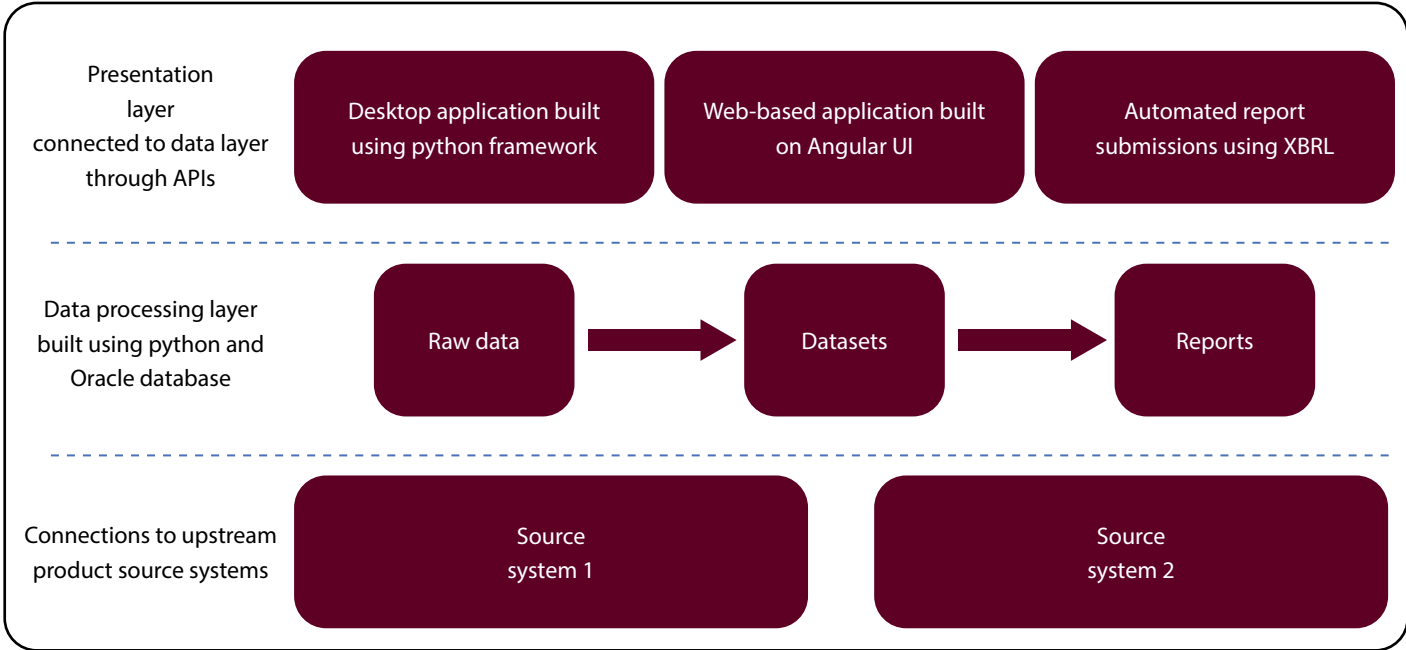 Presentation
layer
connected to data layer
through APIs
Desktop application built
using python framework
Web-based application built
on Angular UI
Automated report
submissions using XBRL
Data processing layer
built using python and
Oracle database
Raw data
Datasets
Reports
Connections to upstream
product source systems
Source
system 1
Source
system 2